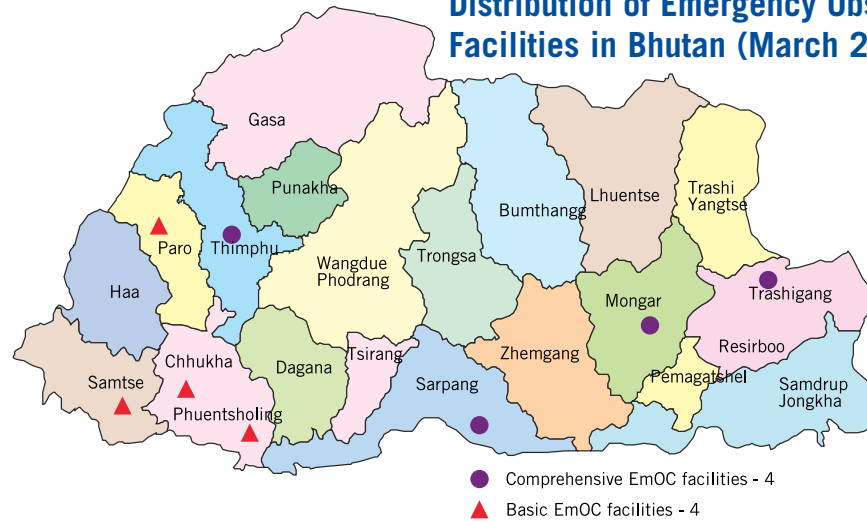 Distribution of Emergency Obs
Facilities in Bhutan (March 2
Gasa
Punakha
Lhuentse
Trashi
Yangtse
Bumthangg
Paro
Thimphu
Trongsa
Wangdue
Phodrang
Haa
Mongar
Trashigang
Resirboo
Chhukha
Tsirang
Dagana
Zhemgang
Samtse
Sarpang
Pemagatshel
Samdrup
Jongkha
Phuentsholing
Comprehensive EmOC facilities - 4
Basic EmOC facilities - 4